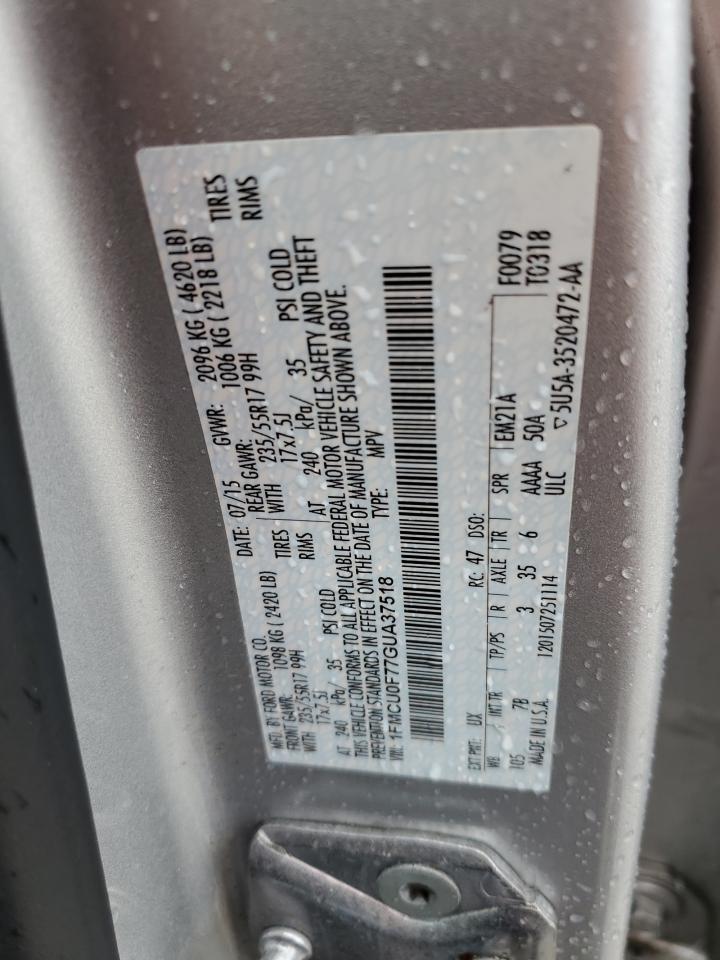 MFD. BY FORD MOTOR CO. DATE: 07/15 GVWR: 2096 KG ( 4620 LB)
FRONT GAWR: 1098 KG ( 2420 LB) REAR GAWR: 1006 KG ( 2218 LB)
WITH 235/55R17 99H TIRES WITH 235/55R17 99H TIRES
17x7.5J RIMS 17x7.5J RIMS
AT 240 kPa/ 35 PSI COLD AT 240 kPa/ 35 PSI COLD
THIS VEHICLE CONFORMS TO ALL APPLICABLE FEDERAL MOTOR VEHICLE SAFETY AND THEFT
PREVENTION STANDARDS IN EFFECT ON THE DATE OF MANUFACTURE SHOWN ABOVE.
VIN: 1FMCU0F77GUA37518 TYPE: MPV
F0079
T0318
EXT PNT: UX RC: 47 DSO:
WB INT TR TP/PS R AXLE TR SPR EM21A
105 7B 3 35 6 AAAA 50A
MADE IN U.S.A. 1201507251114 ULC
5U5A-3520472-AA